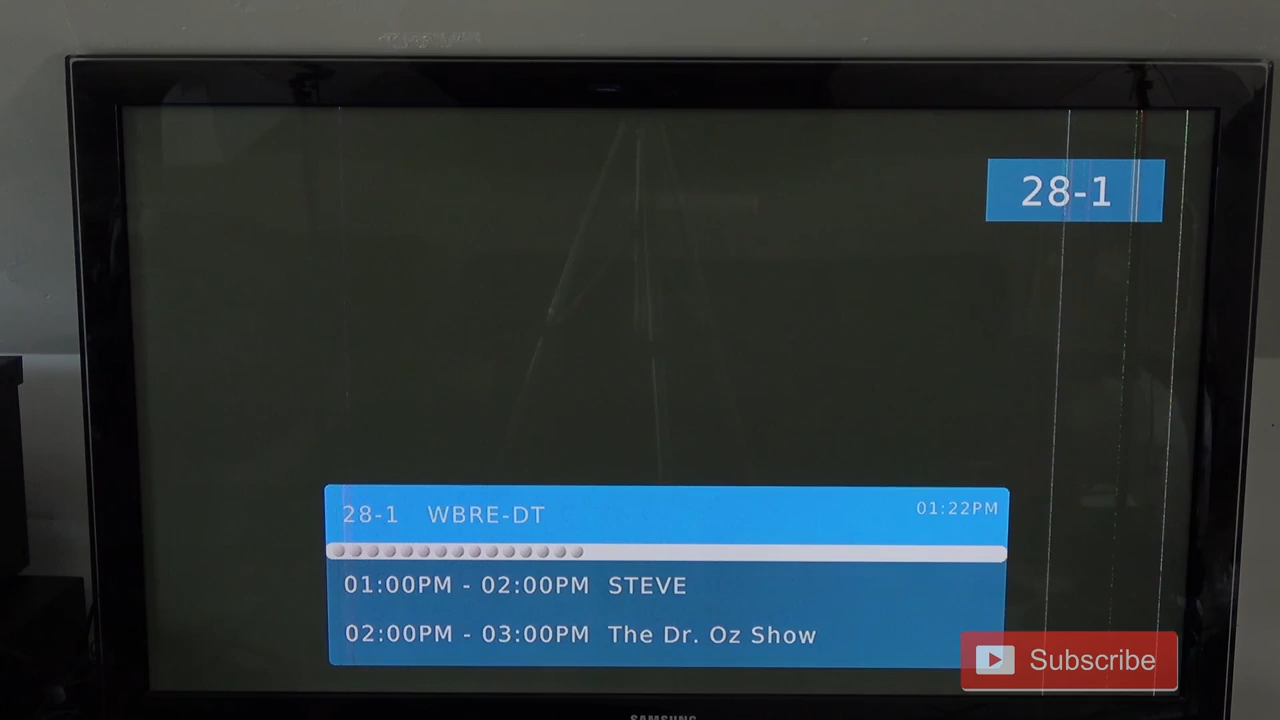 28-1
28-1 WBRE-DT 01:22PM
01:00PM - 02:00PM STEVE
02:00PM - 03:00PM The Dr. Oz Show
Subscribe
SAMSUNG